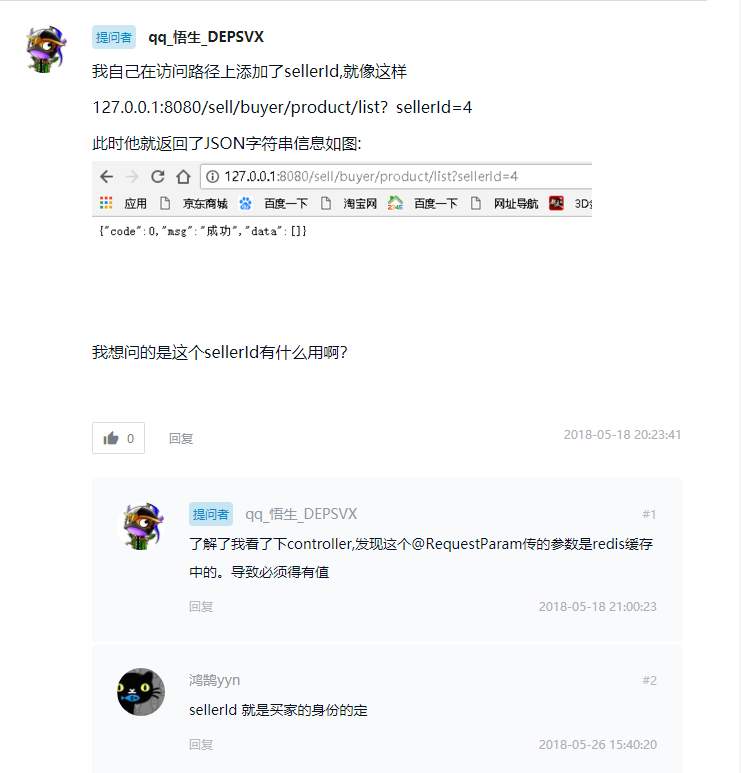 提问者 qq_悟生_DEPSVX
我自己在访问路径上添加了sellerId,就像这样
127.0.0.1:8080/sell/buyer/product/list？sellerId=4
此时他就返回了JSON字符串信息如图:
127.0.0.1:8080/sell/buyer/product/list?sellerId=4
应用 京东商城 百度一下 淘宝网 2345 百度一下 网址导航 3D
{"code":0,"msg":"成功","data":[]}
我想问的是这个sellerId有什么用啊？
0 回复 2018-05-18 20:23:41
提问者 qq_悟生_DEPSVX #1
了解了我看了下controller,发现这个@RequestParam传的参数是redis缓存
中的。导致必须得有值
回复 2018-05-18 21:00:23
鸿鹄yyn #2
sellerId 就是买家的身份的定
回复 2018-05-26 15:40:20